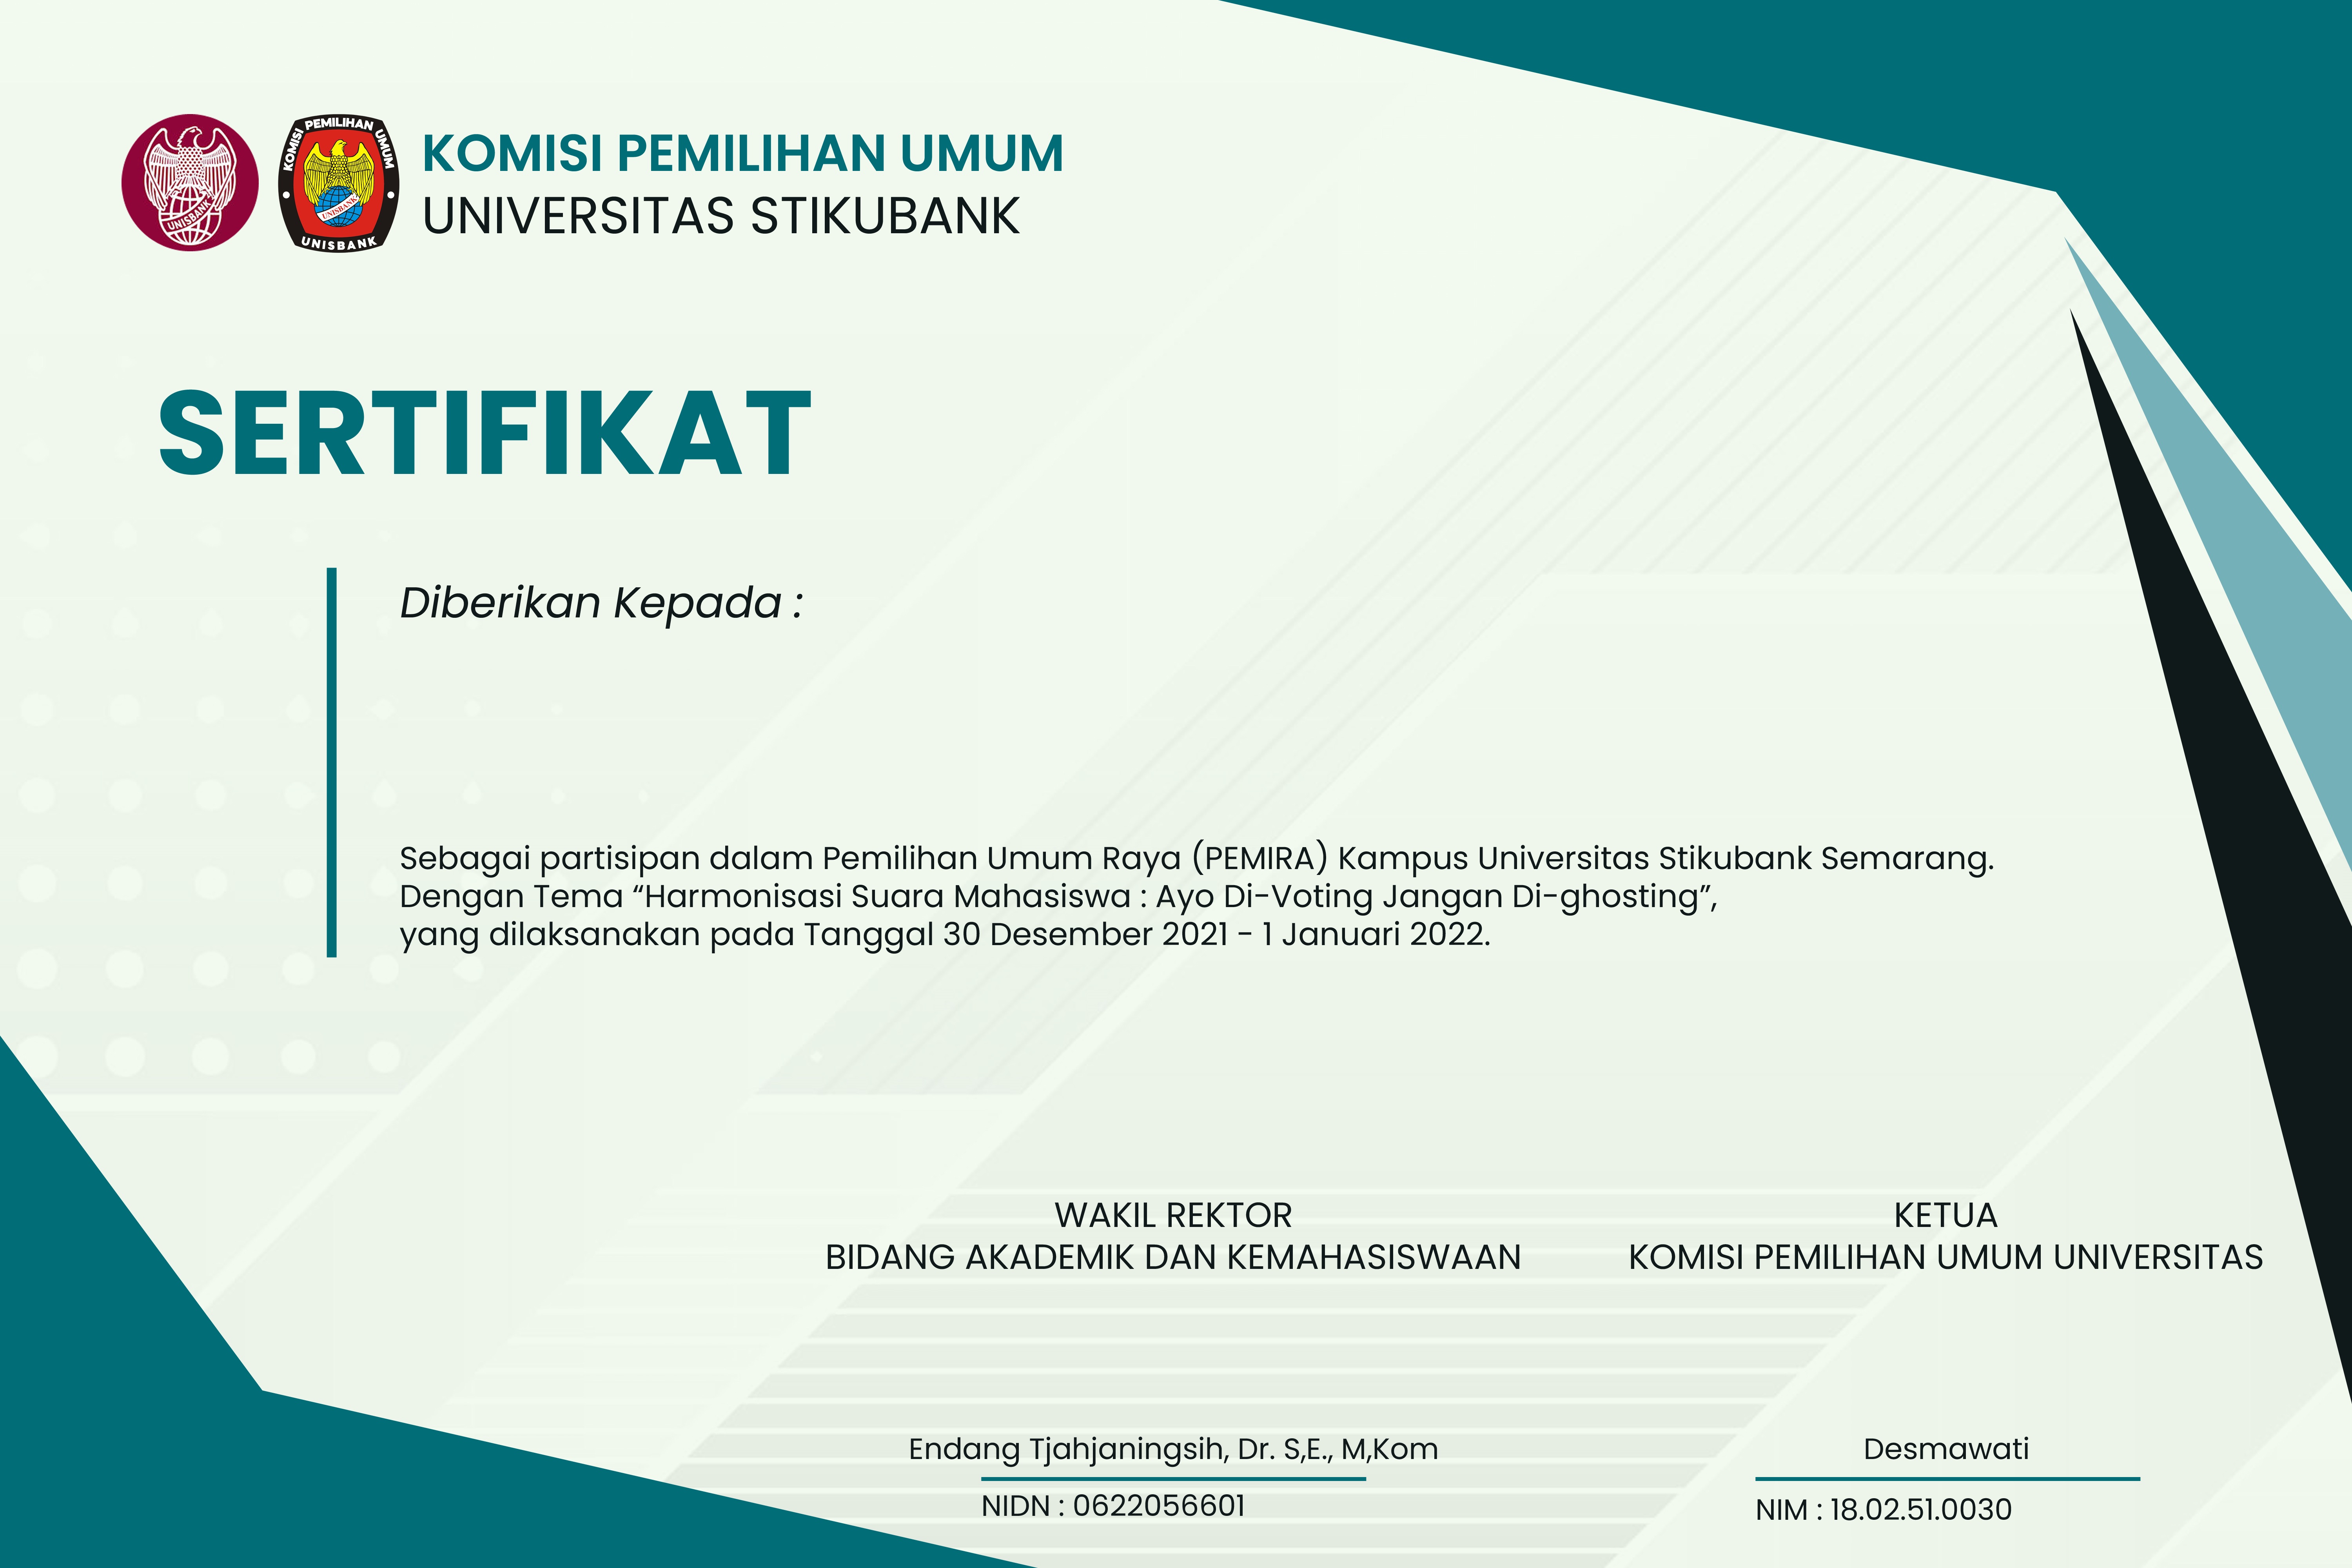 KOMISI PEMILIHAN UMUM
UNISBANK
UNISBANK
UNISBANK
KOMISI PEMILIHAN UMUM
UNIVERSITAS STIKUBANK
SERTIFIKAT
Diberikan Kepada :
Sebagai partisipan dalam Pemilihan Umum Raya (PEMIRA) Kampus Universitas Stikubank Semarang.
Dengan Tema “Harmonisasi Suara Mahasiswa : Ayo Di-Voting Jangan Di-ghosting”,
yang dilaksanakan pada Tanggal 30 Desember 2021 - 1 Januari 2022.
WAKIL REKTOR
BIDANG AKADEMIK DAN KEMAHASISWAAN
Endang Tjahjaningsih, Dr. S,E., M,Kom
NIDN : 0622056601
KETUA
KOMISI PEMILIHAN UMUM UNIVERSITAS
Desmawati
NIM : 18.02.51.0030